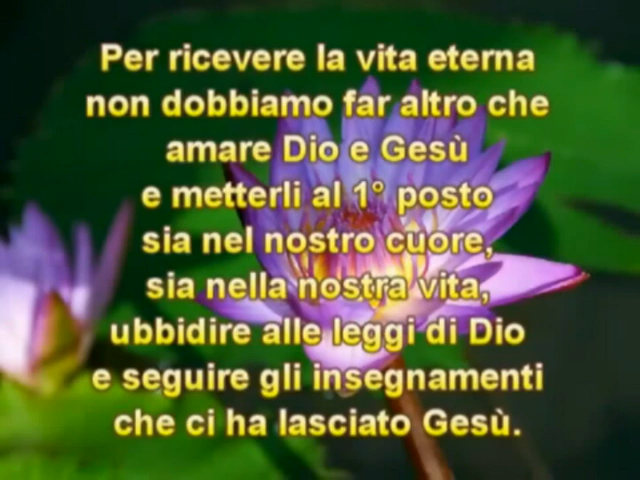 Per ricevere la vita eterna
non dobbiamo far altro che
amare Dio e Gesù
e metterli al 1° posto
sia nel nostro cuore,
sia nella nostra vita,
ubbidire alle leggi di Dio
e seguire gli insegnamenti
che ci ha lasciato Gesù.